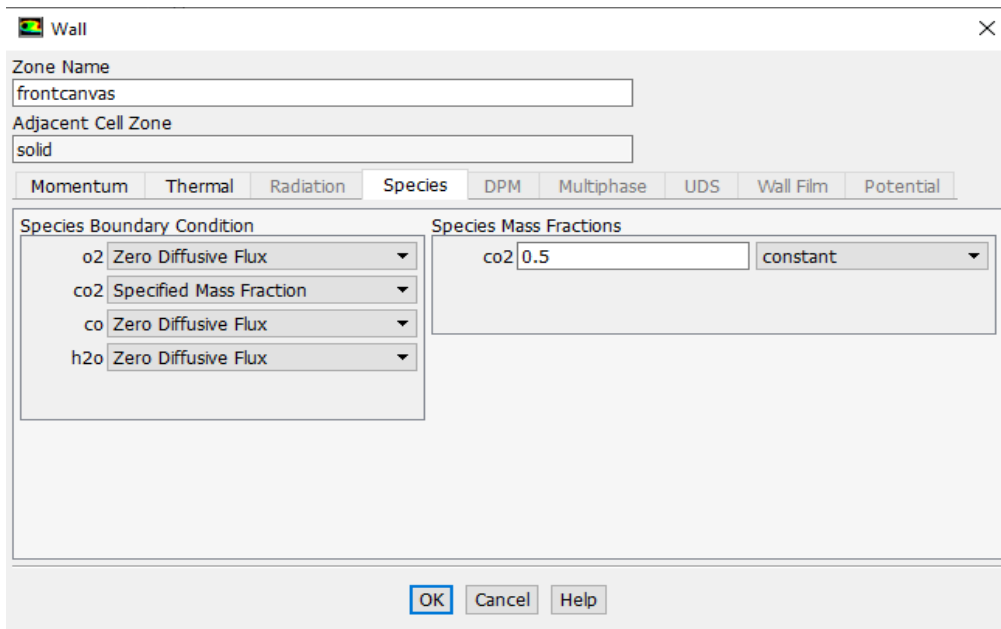 Wall
Zone Name
frontcanvas
Adjacent Cell Zone
solid
Momentum Thermal Radiation Species DPM Multiphase UDS Wall Film Potential
Species Boundary Condition Species Mass Fractions
o2 Zero Diffusive Flux co2 0.5 constant
co2 Specified Mass Fraction
co Zero Diffusive Flux
h2o Zero Diffusive Flux
OK Cancel Help